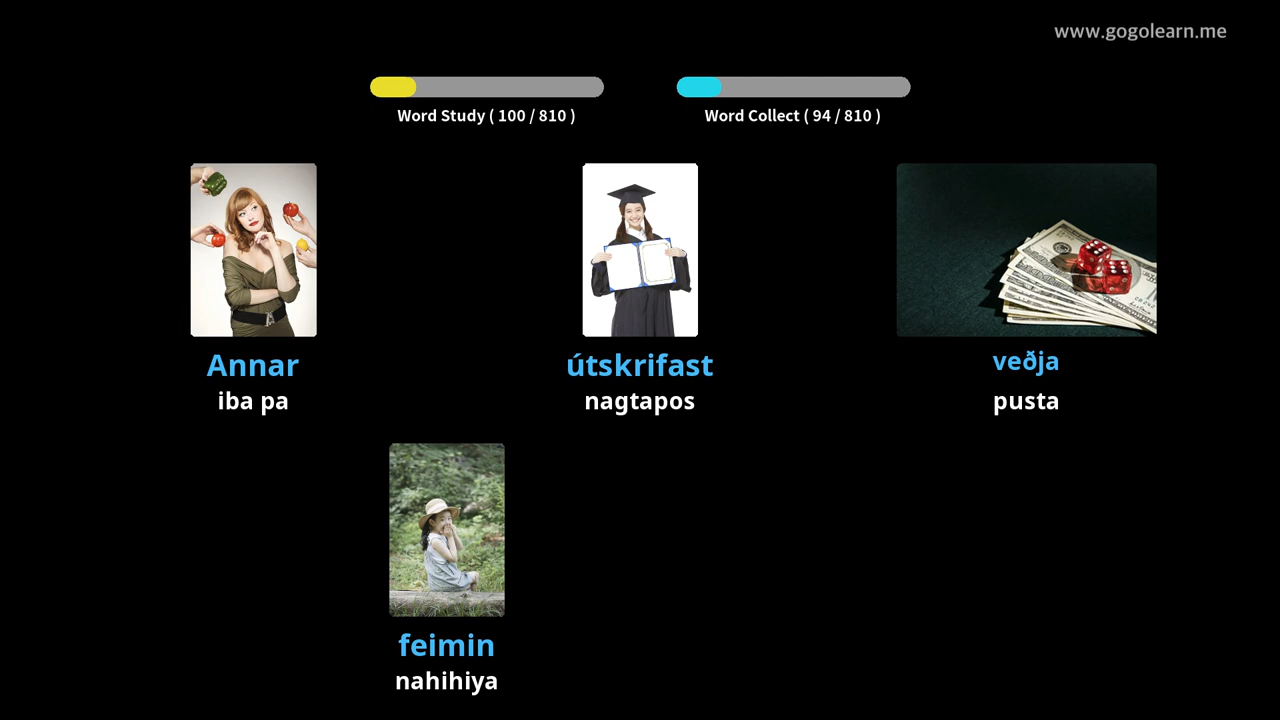 www.gogolearn.me
Word Study ( 100 / 810 )
Word Collect ( 94 / 810 )
Annar
iba pa
útskrifast
nagtapos
veðja
pusta
feimin
nahihiya